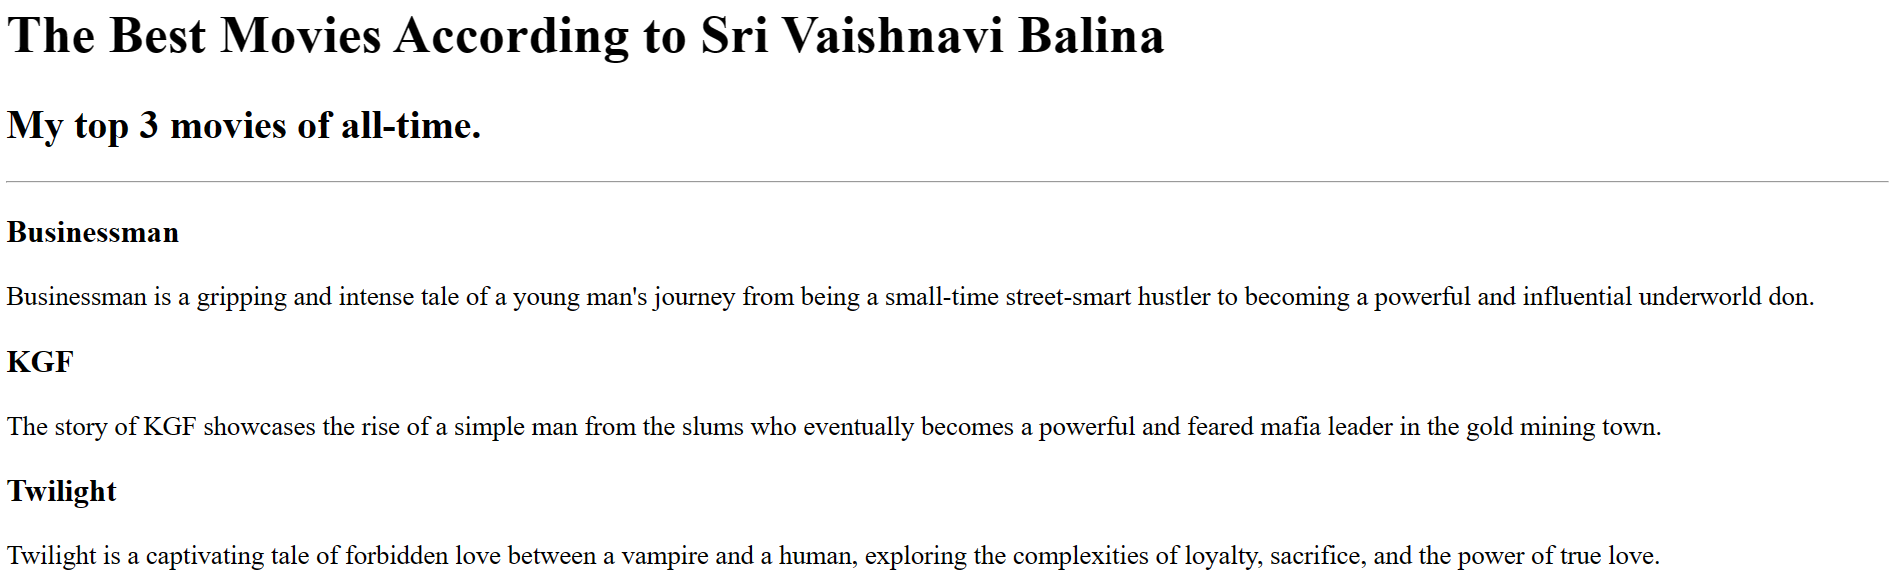 The Best Movies According to Sri Vaishnavi Balina
My top 3 movies of all-time.
Businessman
Businessman is a gripping and intense tale of a young man's journey from being a small-time street-smart hustler to becoming a powerful and influential underworld don.
KGF
The story of KGF showcases the rise of a simple man from the slums who eventually becomes a powerful and feared mafia leader in the gold mining town.
Twilight
Twilight is a captivating tale of forbidden love between a vampire and a human, exploring the complexities of loyalty, sacrifice, and the power of true love.